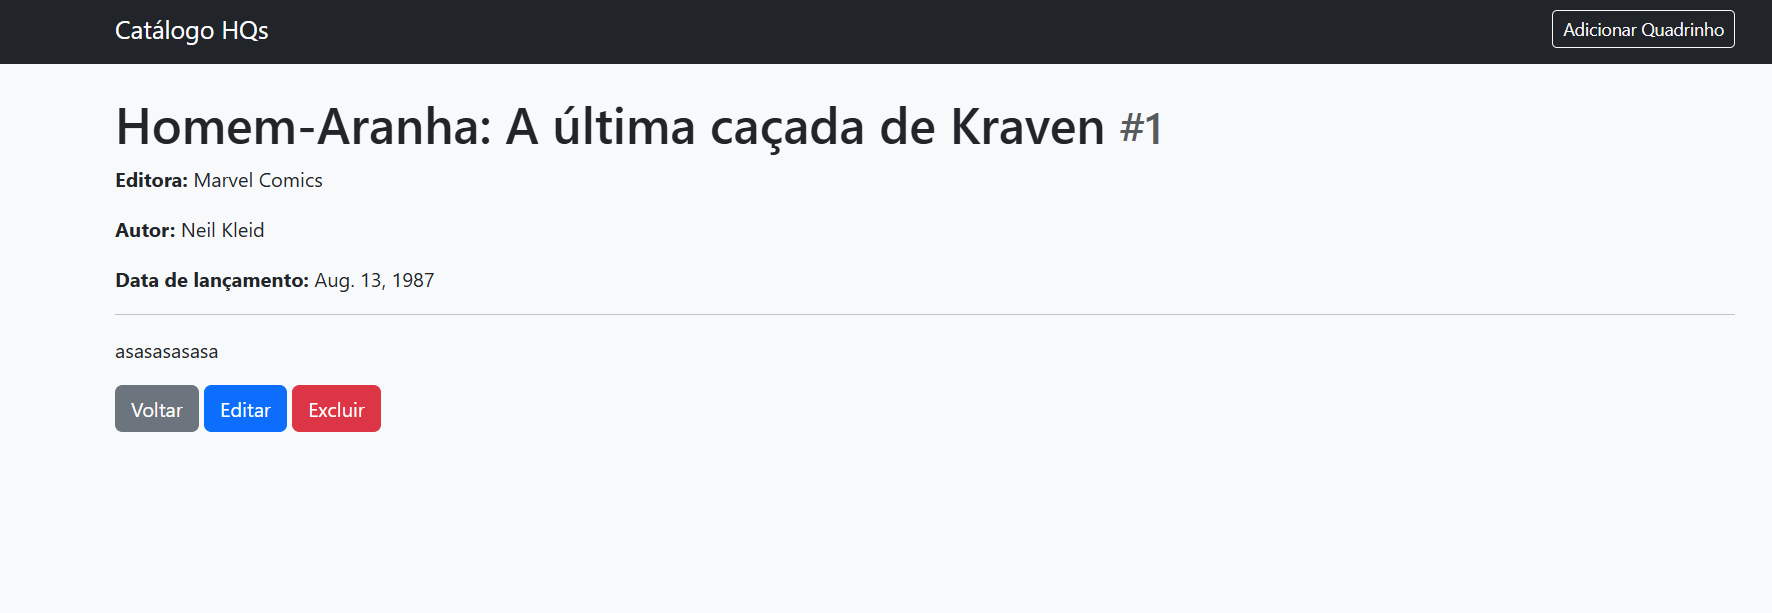 Catálogo HQs
Adicionar Quadrinho
Homem-Aranha: A última caçada de Kraven #1
Editora: Marvel Comics
Autor: Neil Kleid
Data de lançamento: Aug. 13, 1987
asasasasasa
Voltar Editar Excluir